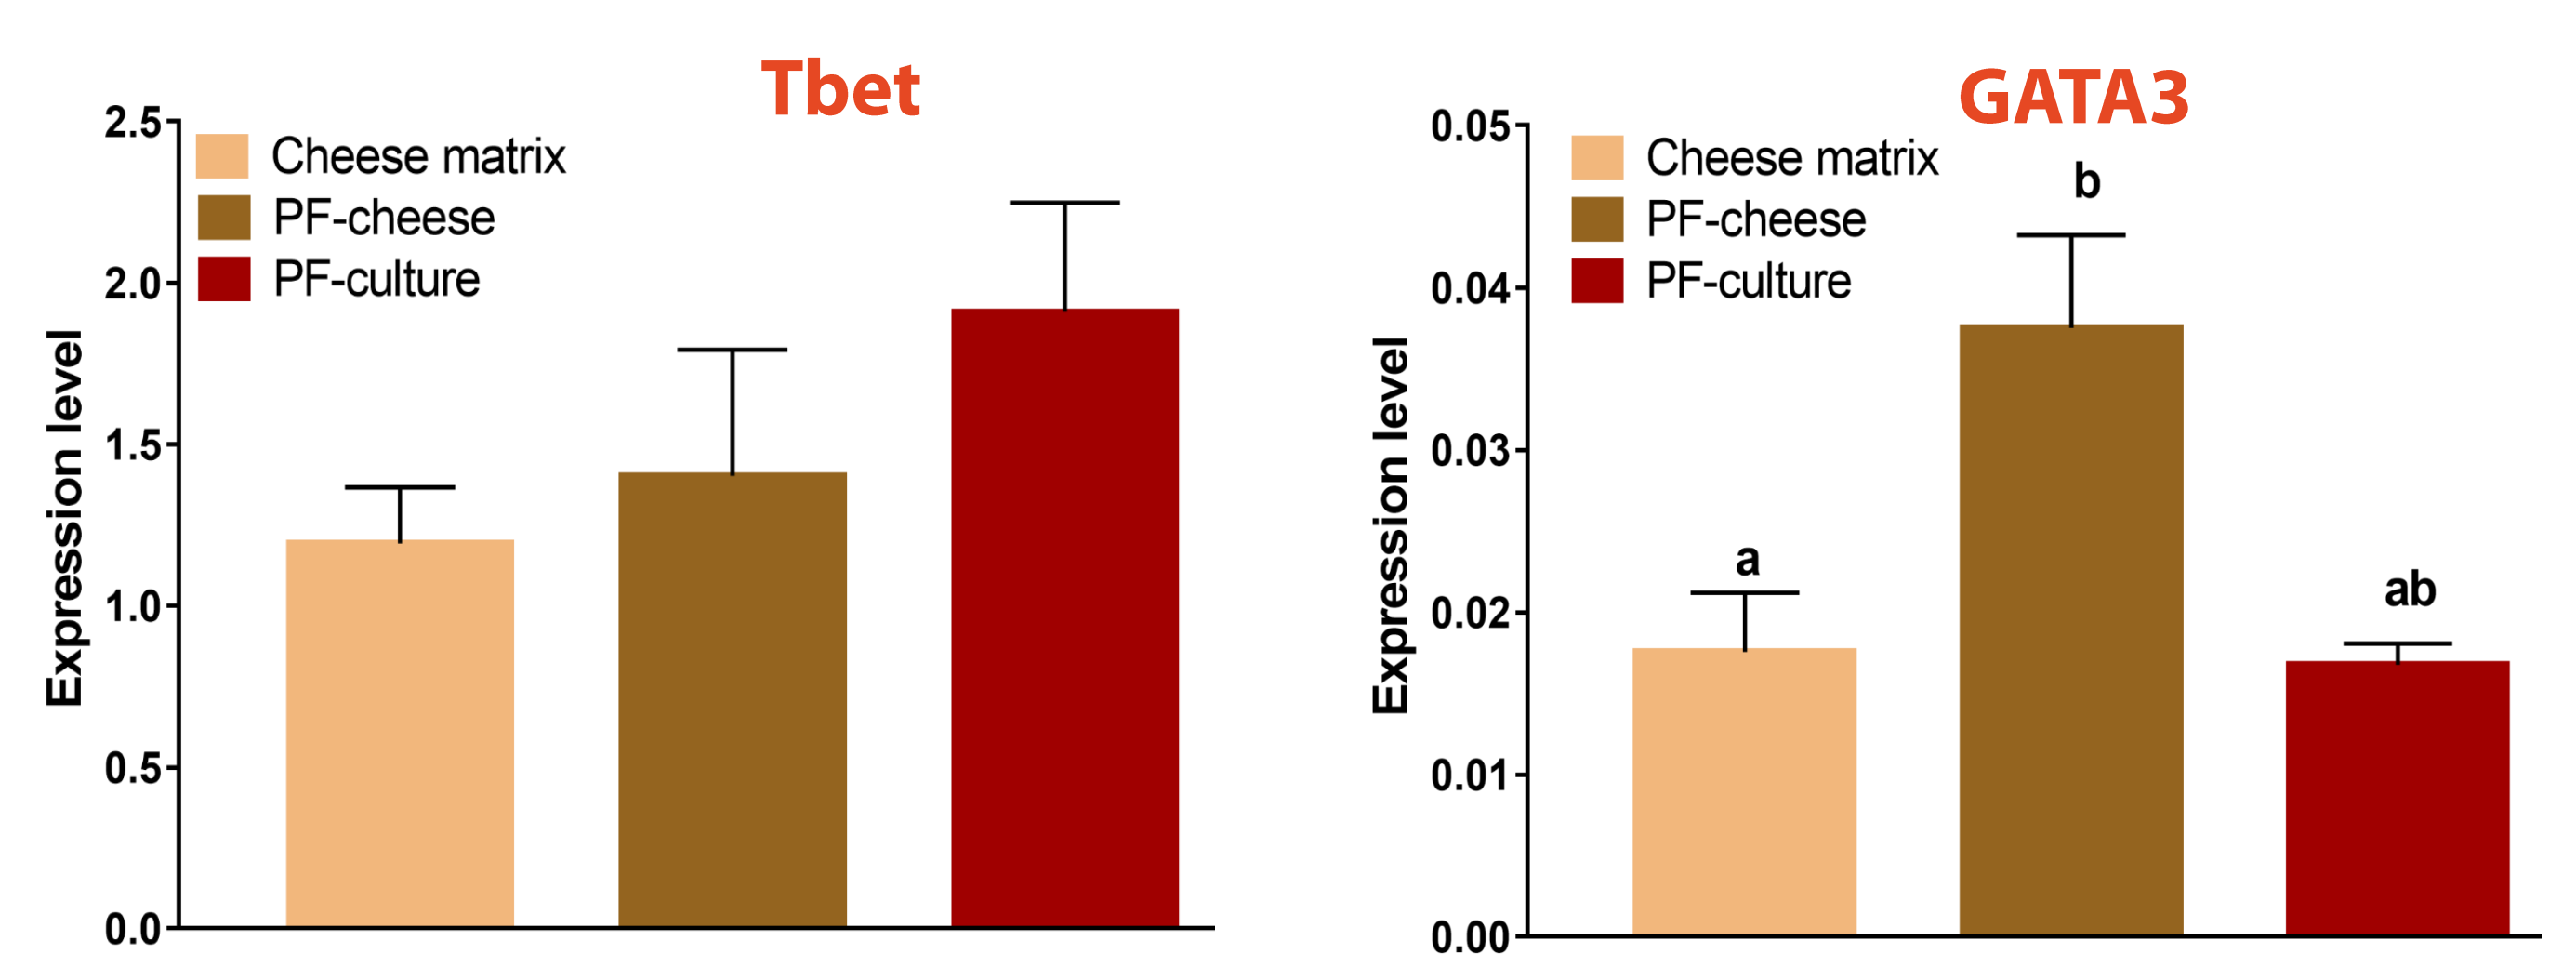 Tbet
2.5
2.0
1.5
1.0
0.5
0.0
Expression level
Cheese matrix
PF-cheese
PF-culture
GATA3
0.05
0.04
0.03
0.02
0.01
0.00
Expression level
Cheese matrix
PF-cheese
PF-culture
a
b
ab